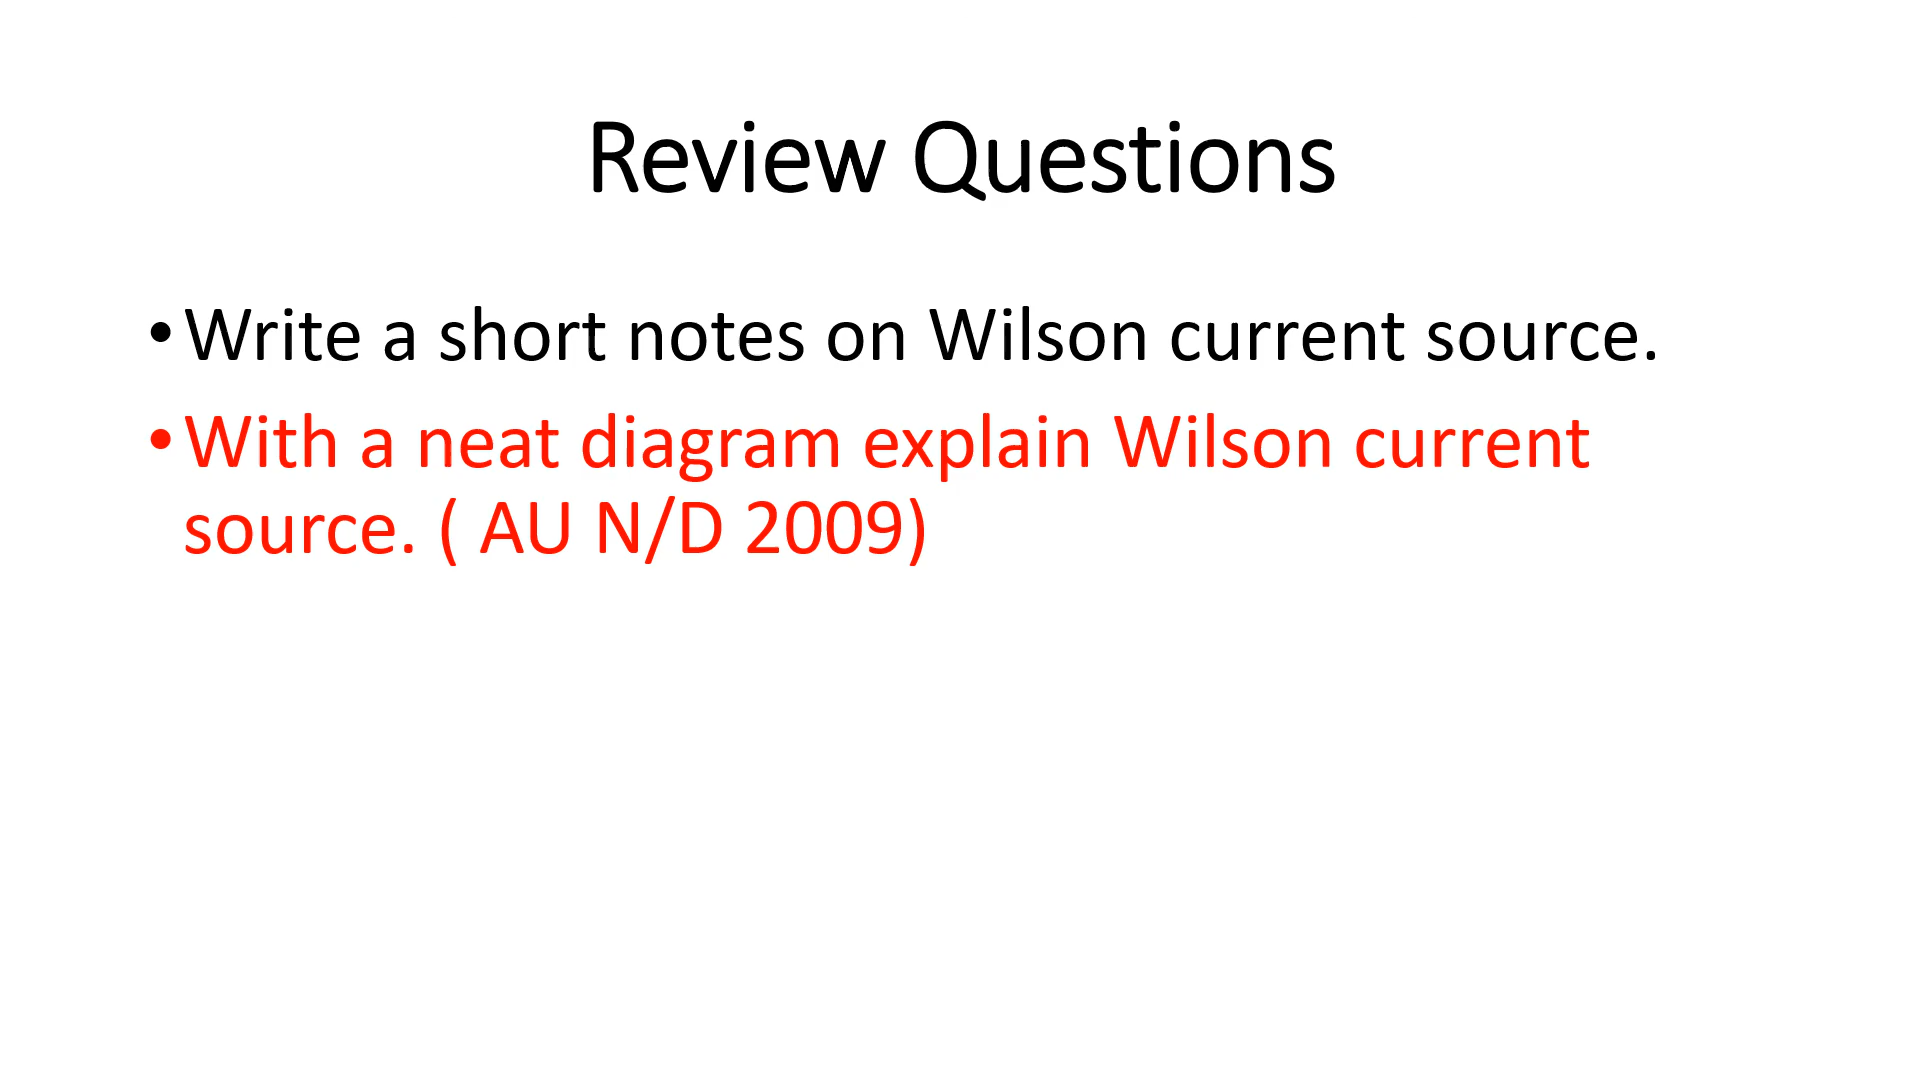 Review Questions
•Write a short notes on Wilson current source.
•With a neat diagram explain Wilson current
source. ( AU N/D 2009)